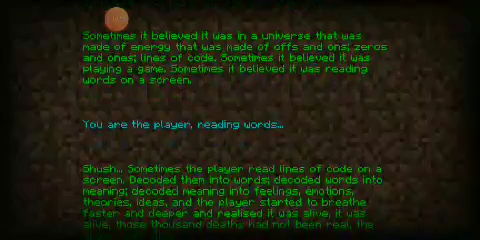 Sometimes it believed it was in a universe that was
made of energy that was made of offs and ons; zeros
and ones; lines of code. Sometimes it believed it was
playing a game. Sometimes it believed it was reading
words on a screen.
You are the player, reading words...
Shush... Sometimes the player read lines of code on a
screen. Decoded them into words; decoded words into
meaning; decoded meaning into feelings, emotions,
theories, ideas, and the player started to breathe
faster and deeper and realised it was alive, it was
alive, those thousand deaths had not been real, the